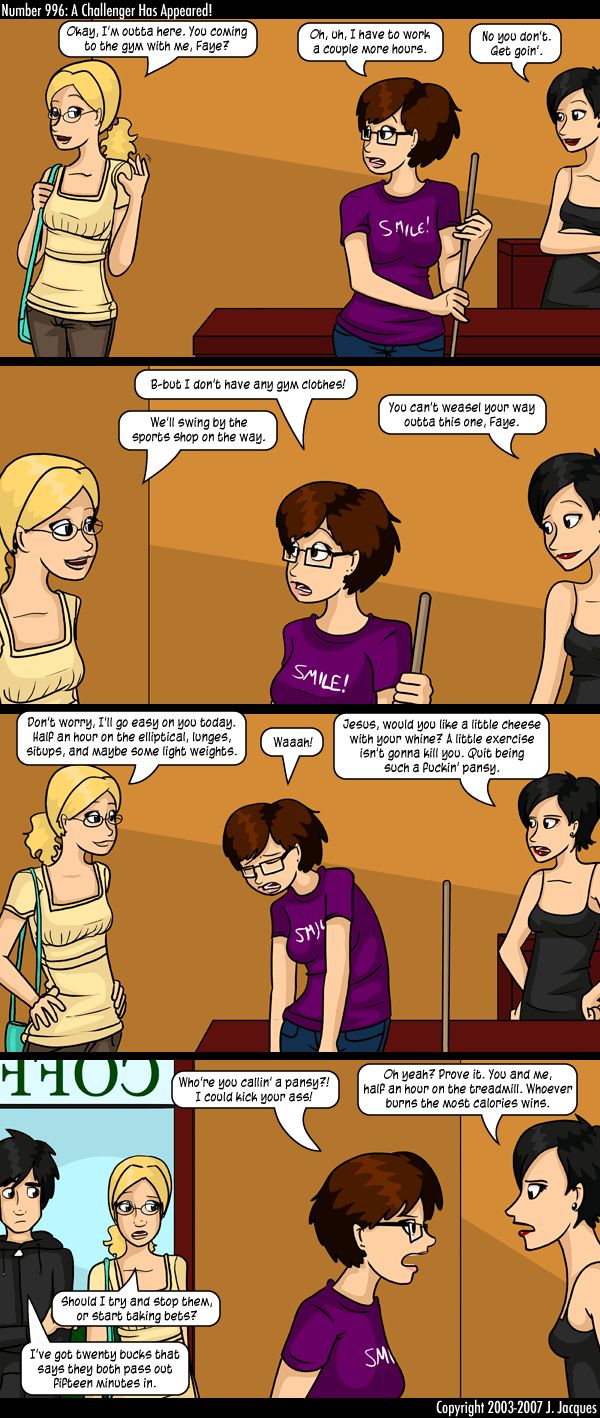 Number 996: A Challenger Has Appeared!
Okay, I'm outta here. You coming
to the gym with me, Faye?
Oh, uh, I have to work
a couple more hours.
No you don't.
Get goin'.
SMILE!
B-but I don't have any gym clothes!
We'll swing by the
sports shop on the way.
You can't weasel your way
outta this one, Faye.
SMILE!
Don't worry, I'll go easy on you today.
Half an hour on the elliptical, lunges,
situps, and maybe some light weights.
Waaah!
Jesus, would you like a little cheese
with your whine? A little exercise
isn't gonna kill you. Quit being
such a fuckin' pansy.
SMIL
COFF
Who're you callin' a pansy?!
I could kick your ass!
Oh yeah? Prove it. You and me,
half an hour on the treadmill. Whoever
burns the most calories wins.
Should I try and stop them,
or start taking bets?
I've got twenty bucks that
says they both pass out
fifteen minutes in.
SMI
Copyright 2003-2007 J. Jacques